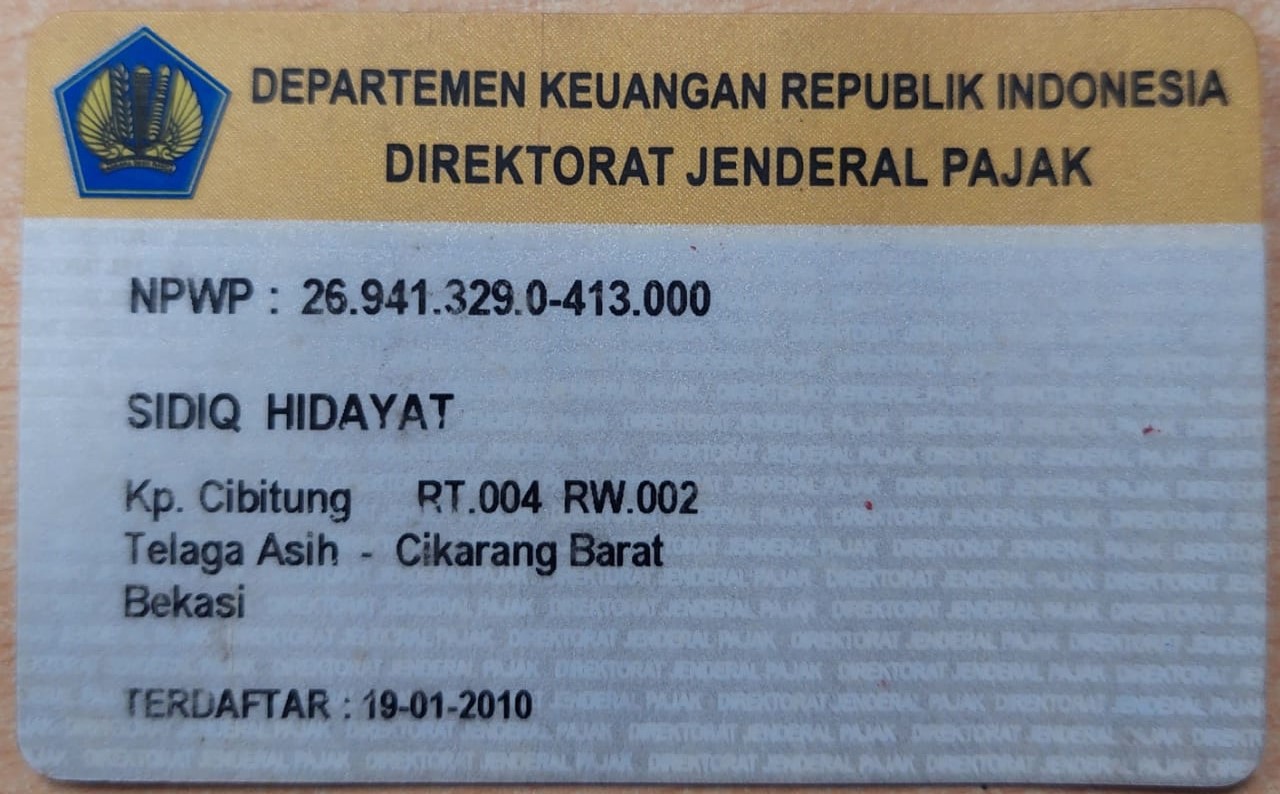 DEPARTEMEN KEUANGAN REPUBLIK INDONESIA
DIREKTORAT JENDERAL PAJAK
NPWP : 26.941.329.0-413.000
SIDIQ HIDAYAT
Kp. Cibitung RT.004 RW.002
Telaga Asih - Cikarang Barat
Bekasi
TERDAFTAR : 19-01-2010